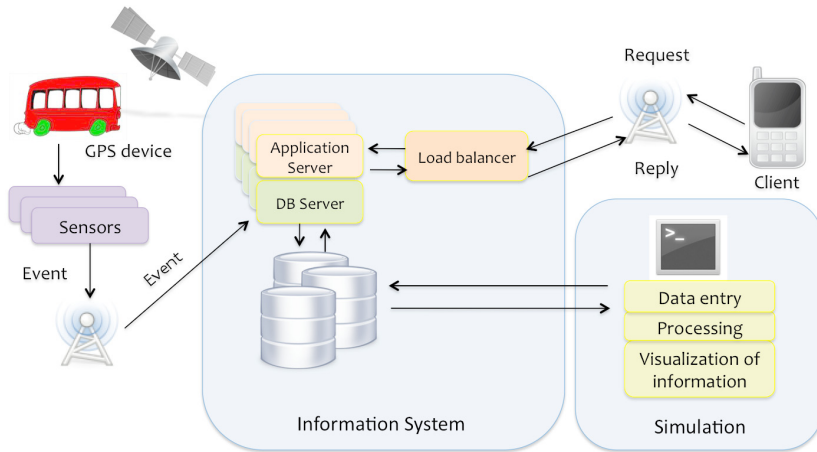 Request
GPS device
Application
Server
Load balancer
Reply
Client
Sensors
DB Server
>_
Event
Event
Data entry
Processing
Visualization of
information
Information System
Simulation